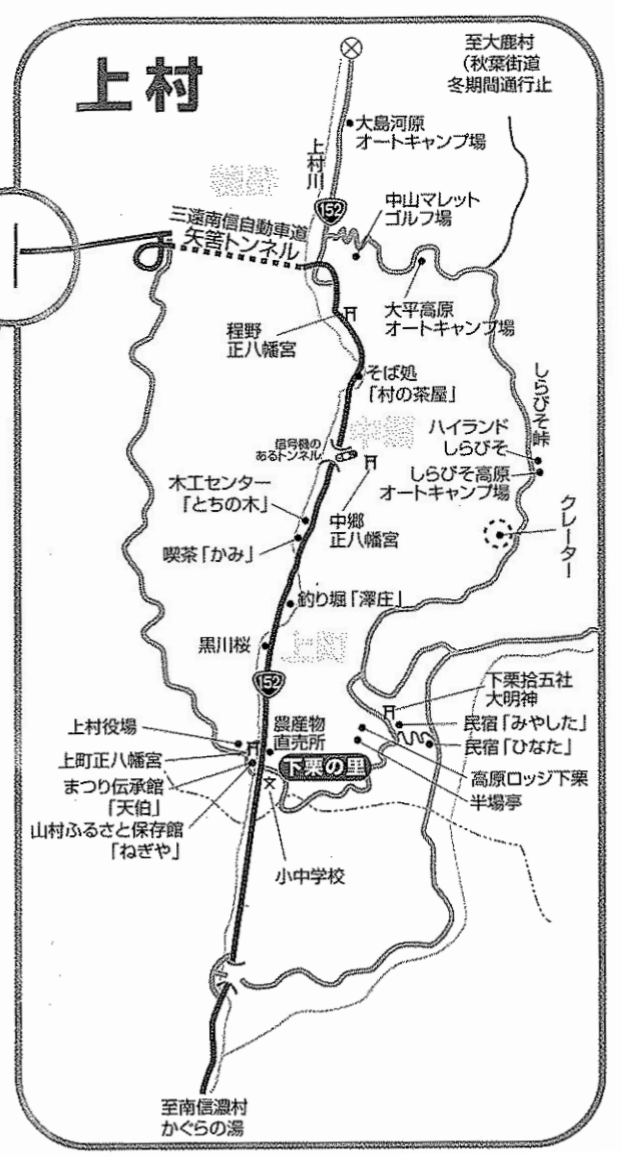 上村
至大鹿村
(秋葉街道
冬期間通行止
大島河原
オートキャンプ場
上村川
152
中山マレット
ゴルフ場
三遠南信自動車道
矢筈トンネル
大平高原
オートキャンプ場
程野
正八幡宮
そば処
「村の茶屋」
しらびそ峠
中郷
ハイランド
しらびそ
信号機の
あるトンネル
しらびそ高原
オートキャンプ場
木工センター
「とちの木」
クレーター
中郷
正八幡宮
喫茶「かみ」
釣り堀「澤庄」
黒川桜
上町
152
下栗拾五社
大明神
上村役場
農産物
直売所
民宿「みやした」
民宿「ひなた」
上町正八幡宮
下栗の里
高原ロッジ下栗
まつり伝承館
「天伯」
文
半場亭
山村ふるさと保存館
「ねぎや」
小中学校
至南信濃村
かぐらの湯